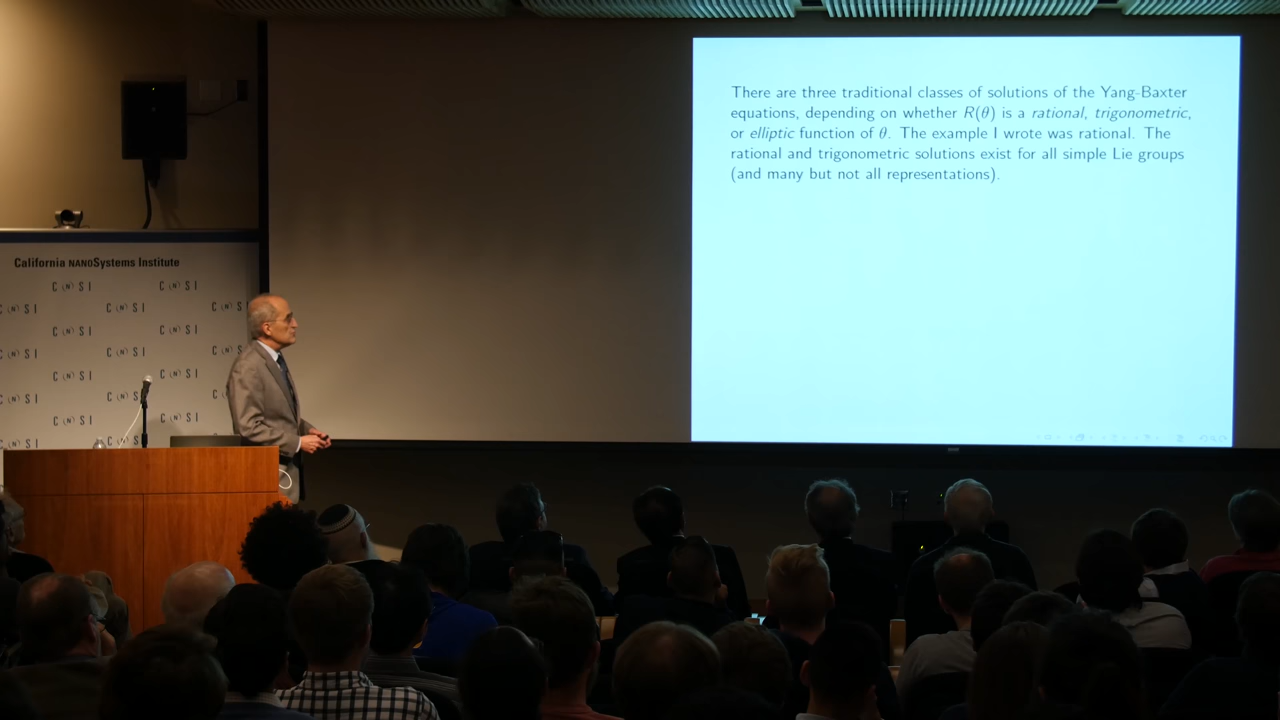 There are three traditional classes of solutions of the Yang-Baxter
equations, depending on whether R(θ) is a rational, trigonometric,
or elliptic function of θ. The example I wrote was rational. The
rational and trigonometric solutions exist for all simple Lie groups
(and many but not all representations).
California NANOSystems Institute
C (N) S I
C (N) S I
C (N) S I
C (N) S I
C (N) S I
C (N) S I
C (N) S I
C (N) S I
C (N) S I
C (N) S I
C (N) S I
C (N) S I
C (N) S I
C (N) S I